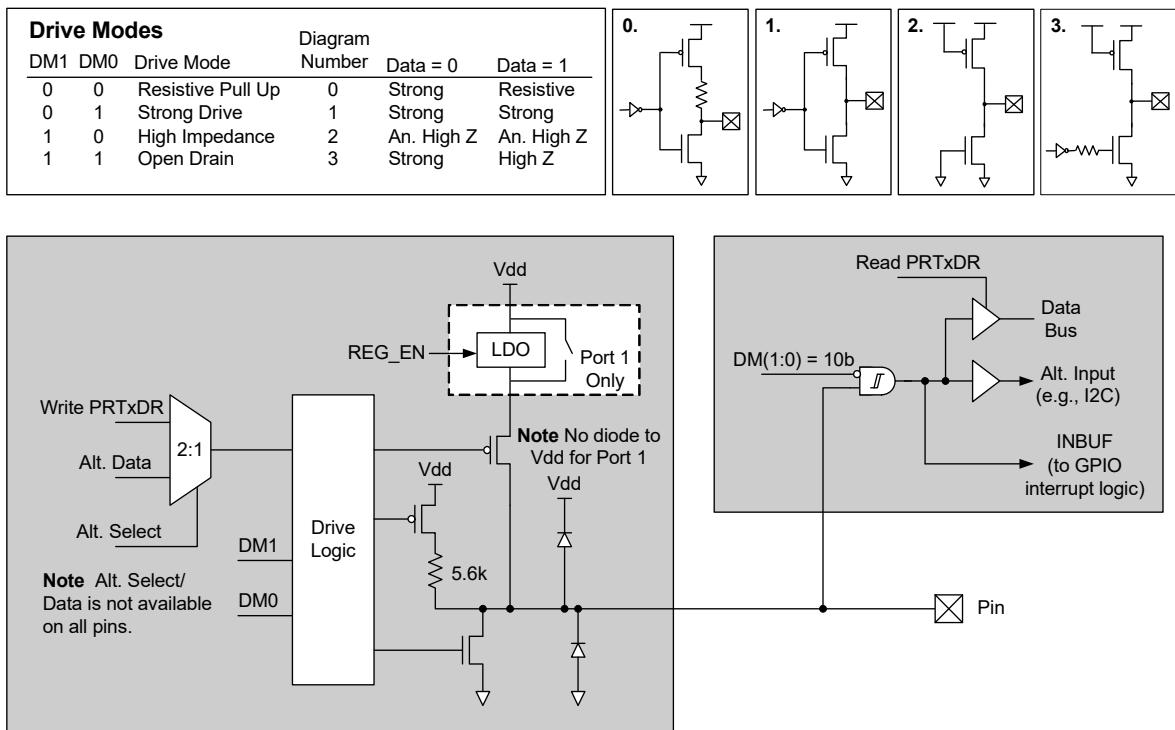 Drive Modes
DM1 DM0 Drive Mode Diagram Number Data = 0 Data = 1
0 0 Resistive Pull Up 0 Strong Resistive
0 1 Strong Drive 1 Strong Strong
1 0 High Impedance 2 An. High Z An. High Z
1 1 Open Drain 3 Strong High Z
0.
1.
2.
3.
Vdd
REG_EN
LDO
Port 1
Only
Write PRTxDR
2:1
Alt. Data
Alt. Select
Note No diode to
Vdd for Port 1
Vdd
Vdd
Drive
Logic
DM1
5.6k
DM0
Note Alt. Select/
Data is not available
on all pins.
Read PRTxDR
Data
Bus
DM(1:0) = 10b
Alt. Input
(e.g., I2C)
INBUF
(to GPIO
interrupt logic)
Pin